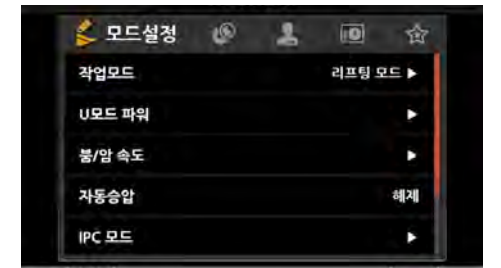 모드설정
작업모드 리프팅 모드 ▶
U모드 파워 ▶
붐/암 속도 ▶
자동승압 해제
IPC 모드 ▶